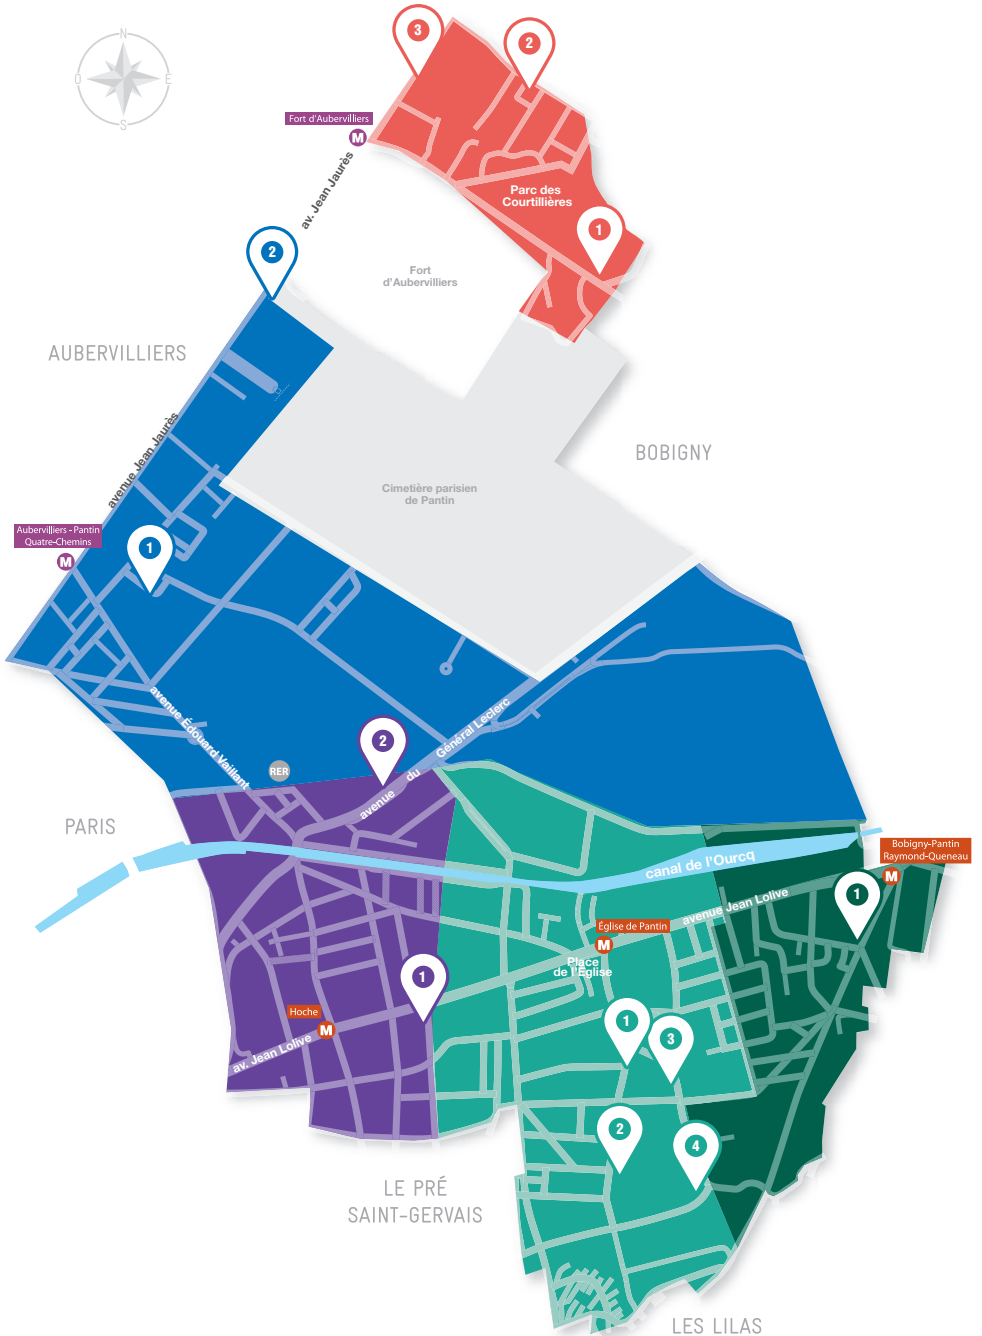 3
2
N
O
E
S
Fort d'Aubervilliers
M
av. Jean Jaurès
Parc des
Courtillières
1
2
Fort
d'Aubervilliers
AUBERVILLIERS
BOBIGNY
avenue Jean Jaurès
Cimetière parisien
de Pantin
Aubervilliers - Pantin
Quatre-Chemins
M
1
avenue Édouard Vaillant
2
RER
avenue du Général Leclerc
PARIS
canal de l'Ourcq
Bobigny-Pantin
Raymond-Queneau
M
1
avenue Jean Lolive
Église de Pantin
M
Place
de l'Église
1
Hoche
M
av. Jean Lolive
1
3
2
4
LE PRÉ
SAINT-GERVAIS
LES LILAS